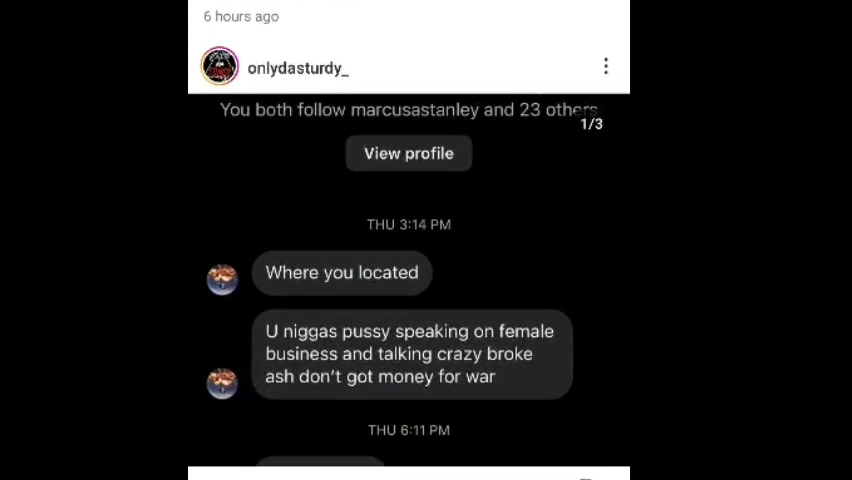 6 hours ago
onlydasturdy_
You both follow marcusastanley and 23 others
1/3
View profile
THU 3:14 PM
Where you located
U niggas pussy speaking on female
business and talking crazy broke
ash don't got money for war
THU 6:11 PM